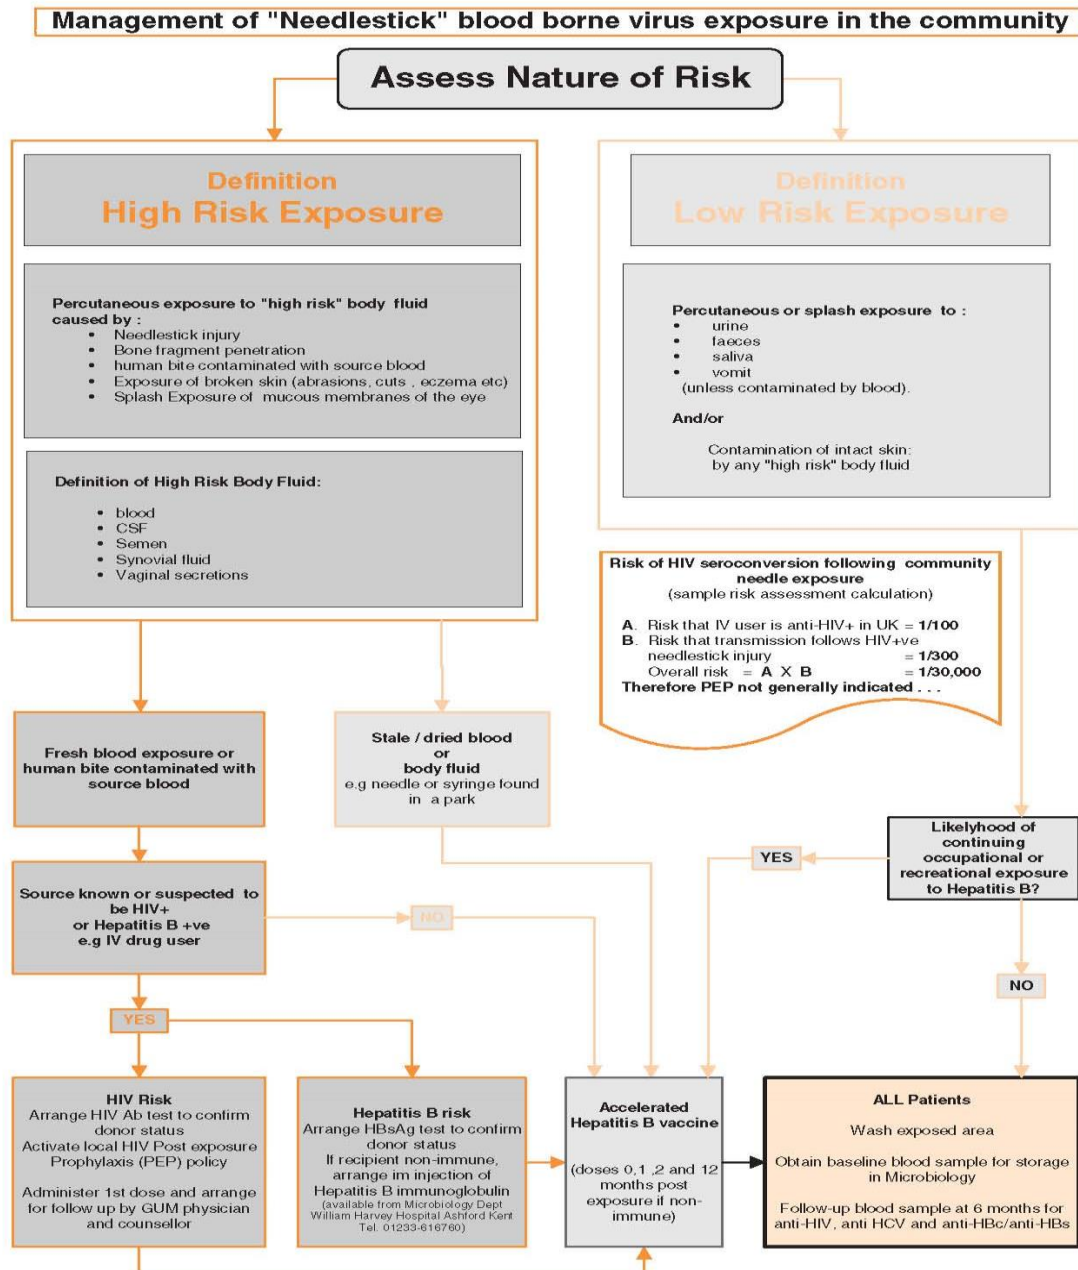 Management of "Needlestick" blood borne virus exposure in the community
Assess Nature of Risk
Definition
High Risk Exposure
Percutaneous exposure to "high risk" body fluid
caused by :
• Needlestick injury
• Bone fragment penetration
• human bite contaminated with source blood
• Exposure of broken skin (abrasions, cuts , eczema etc)
• Splash Exposure of mucous membranes of the eye
Definition of High Risk Body Fluid:
• blood
• CSF
• Semen
• Synovial fluid
• Vaginal secretions
Definition
Low Risk Exposure
Percutaneous or splash exposure to :
• urine
• faeces
• saliva
• vomit
(unless contaminated by blood).
And/or
Contamination of intact skin:
by any "high risk" body fluid
Risk of HIV seroconversion following community
needle exposure
(sample risk assessment calculation)
A. Risk that IV user is anti-HIV+ in UK = 1/100
B. Risk that transmission follows HIV+ve
needlestick injury = 1/300
Overall risk = A X B = 1/30,000
Therefore PEP not generally indicated . . .
Fresh blood exposure or
human bite contaminated with
source blood
Stale / dried blood
or
body fluid
e.g needle or syringe found
in a park
Likelyhood of
continuing
occupational or
recreational exposure
to Hepatitis B?
YES
Source known or suspected to
be HIV+
or Hepatitis B +ve
e.g IV drug user
NO
NO
YES
HIV Risk
Arrange HIV Ab test to confirm
donor status
Activate local HIV Post exposure
Prophylaxis (PEP) policy
Administer 1st dose and arrange
for follow up by GUM physician
and counsellor
Hepatitis B risk
Arrange HBsAg test to confirm
donor status
If recipient non-immune,
arrange im injection of
Hepatitis B immunoglobulin
(available from Microbiology Dept
William Harvey Hospital Ashford Kent
Tel. 01233-616760)
Accelerated
Hepatitis B vaccine
(doses 0,1 ,2 and 12
months post
exposure if non-
immune)
ALL Patients
Wash exposed area
Obtain baseline blood sample for storage
in Microbiology
Follow-up blood sample at 6 months for
anti-HIV, anti HCV and anti-HBc/anti-HBs